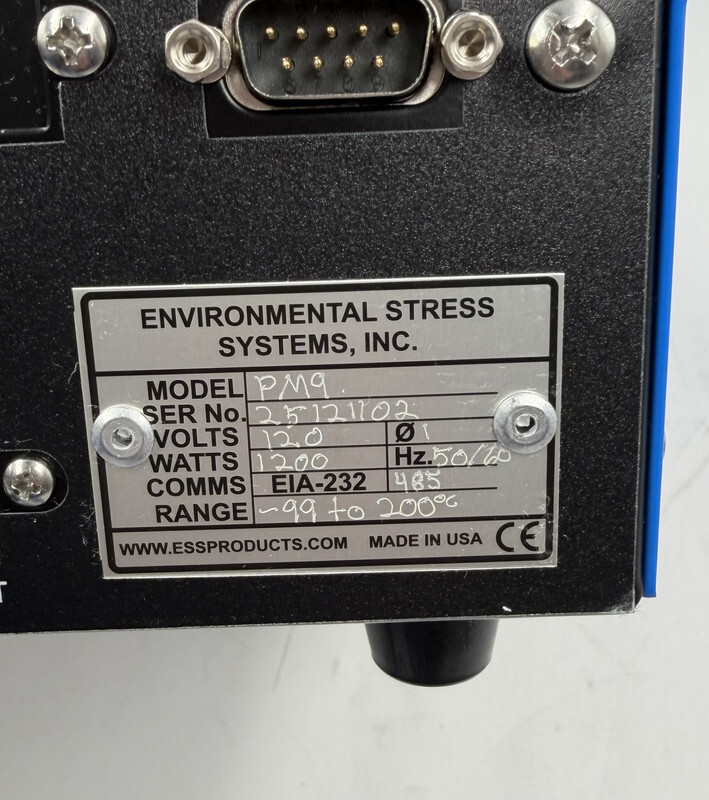 ENVIRONMENTAL STRESS
SYSTEMS, INC.
MODEL PM9
SER No. 25121102
VOLTS 120 Ø 1
WATTS 1200 Hz. 50/60
COMMS EIA-232 485
RANGE -99 to 200°C
WWW.ESSPRODUCTS.COM MADE IN USA CE
T